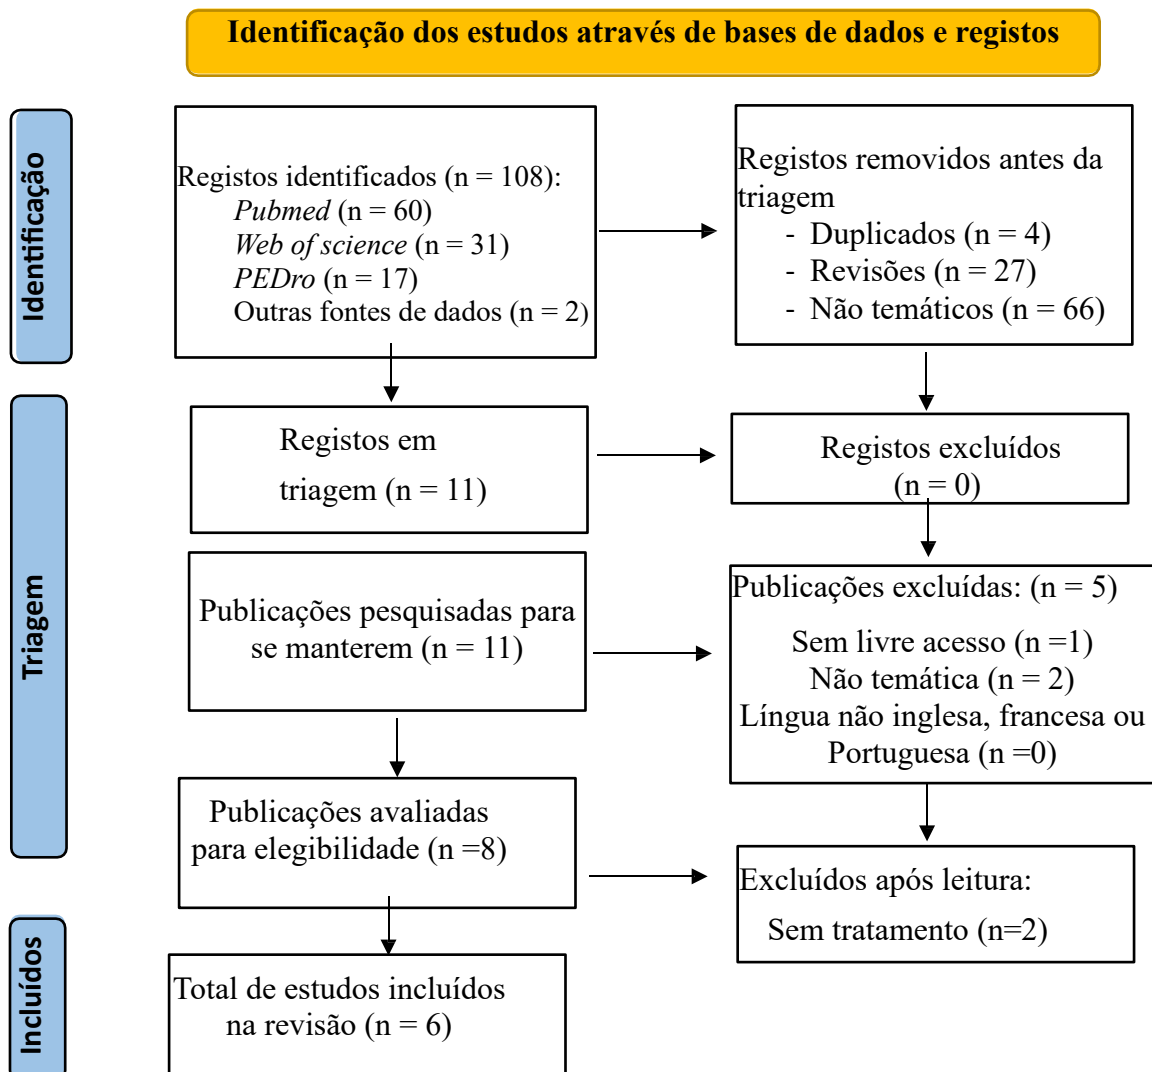 Identificação dos estudos através de bases de dados e registos
Identificação
Registos identificados (n = 108):
Pubmed (n = 60)
Web of science (n = 31)
PEDro (n = 17)
Outras fontes de dados (n = 2)
Registos removidos antes da
triagem
- Duplicados (n = 4)
- Revisões (n = 27)
- Não temáticos (n = 66)
Triagem
Registos em
triagem (n = 11)
Registos excluídos
(n = 0)
Publicações pesquisadas para
se manterem (n = 11)
Publicações excluídas: (n = 5)
Sem livre acesso (n =1)
Não temática (n = 2)
Língua não inglesa, francesa ou
Portuguesa (n =0)
Publicações avaliadas
para elegibilidade (n =8)
Excluídos após leitura:
Sem tratamento (n=2)
Incluídos
Total de estudos incluídos
na revisão (n = 6)